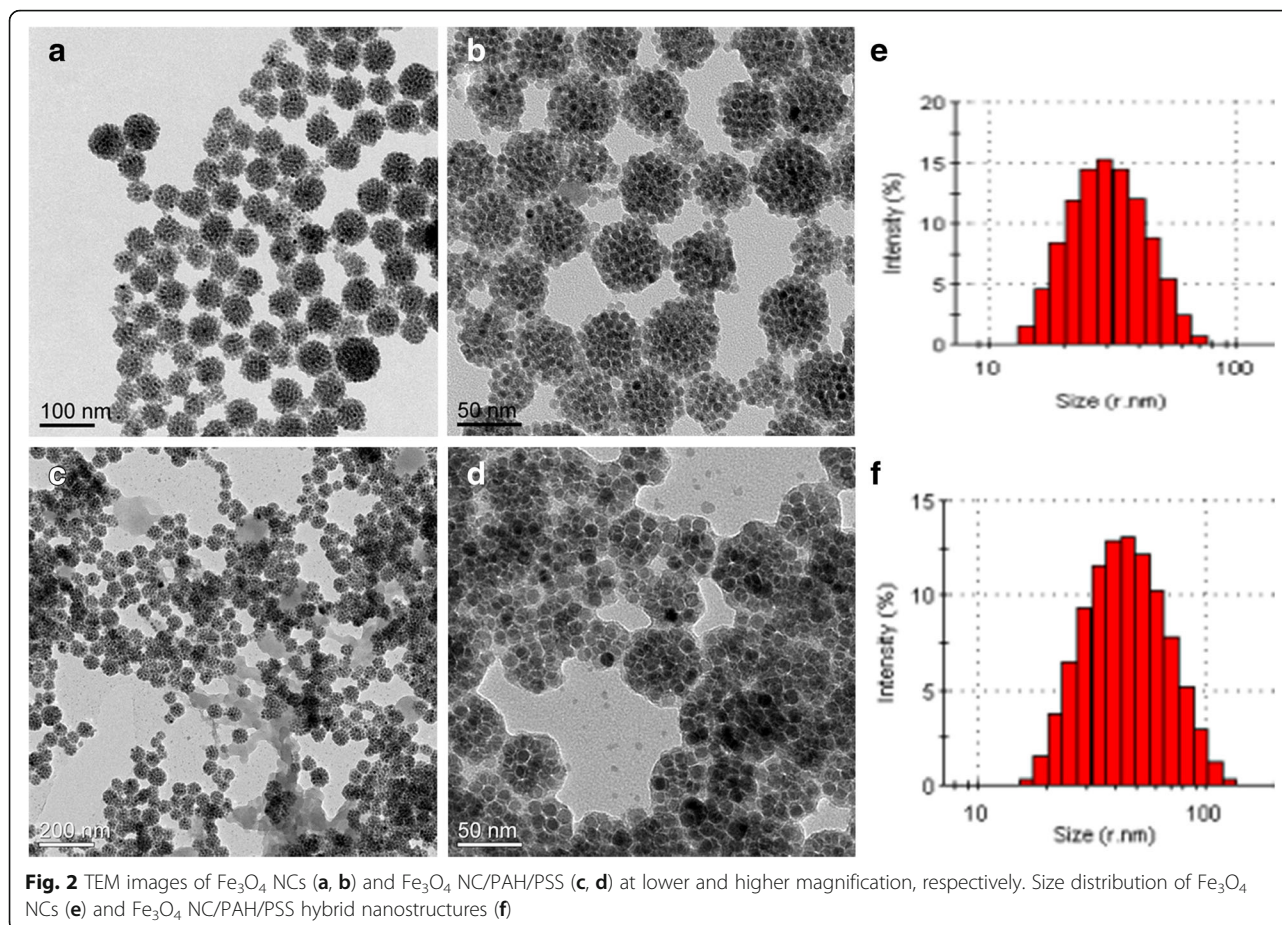 a
b
e
100 nm
50 nm
20
15
10
5
0
Intensity (%)
10
100
Size (r.nm)
c
d
f
200 nm
50 nm
15
10
5
0
Intensity (%)
10
100
Size (r.nm)
Fig. 2 TEM images of Fe₃O₄ NCs (a, b) and Fe₃O₄ NC/PAH/PSS (c, d) at lower and higher magnification, respectively. Size distribution of Fe₃O₄
NCs (e) and Fe₃O₄ NC/PAH/PSS hybrid nanostructures (f)